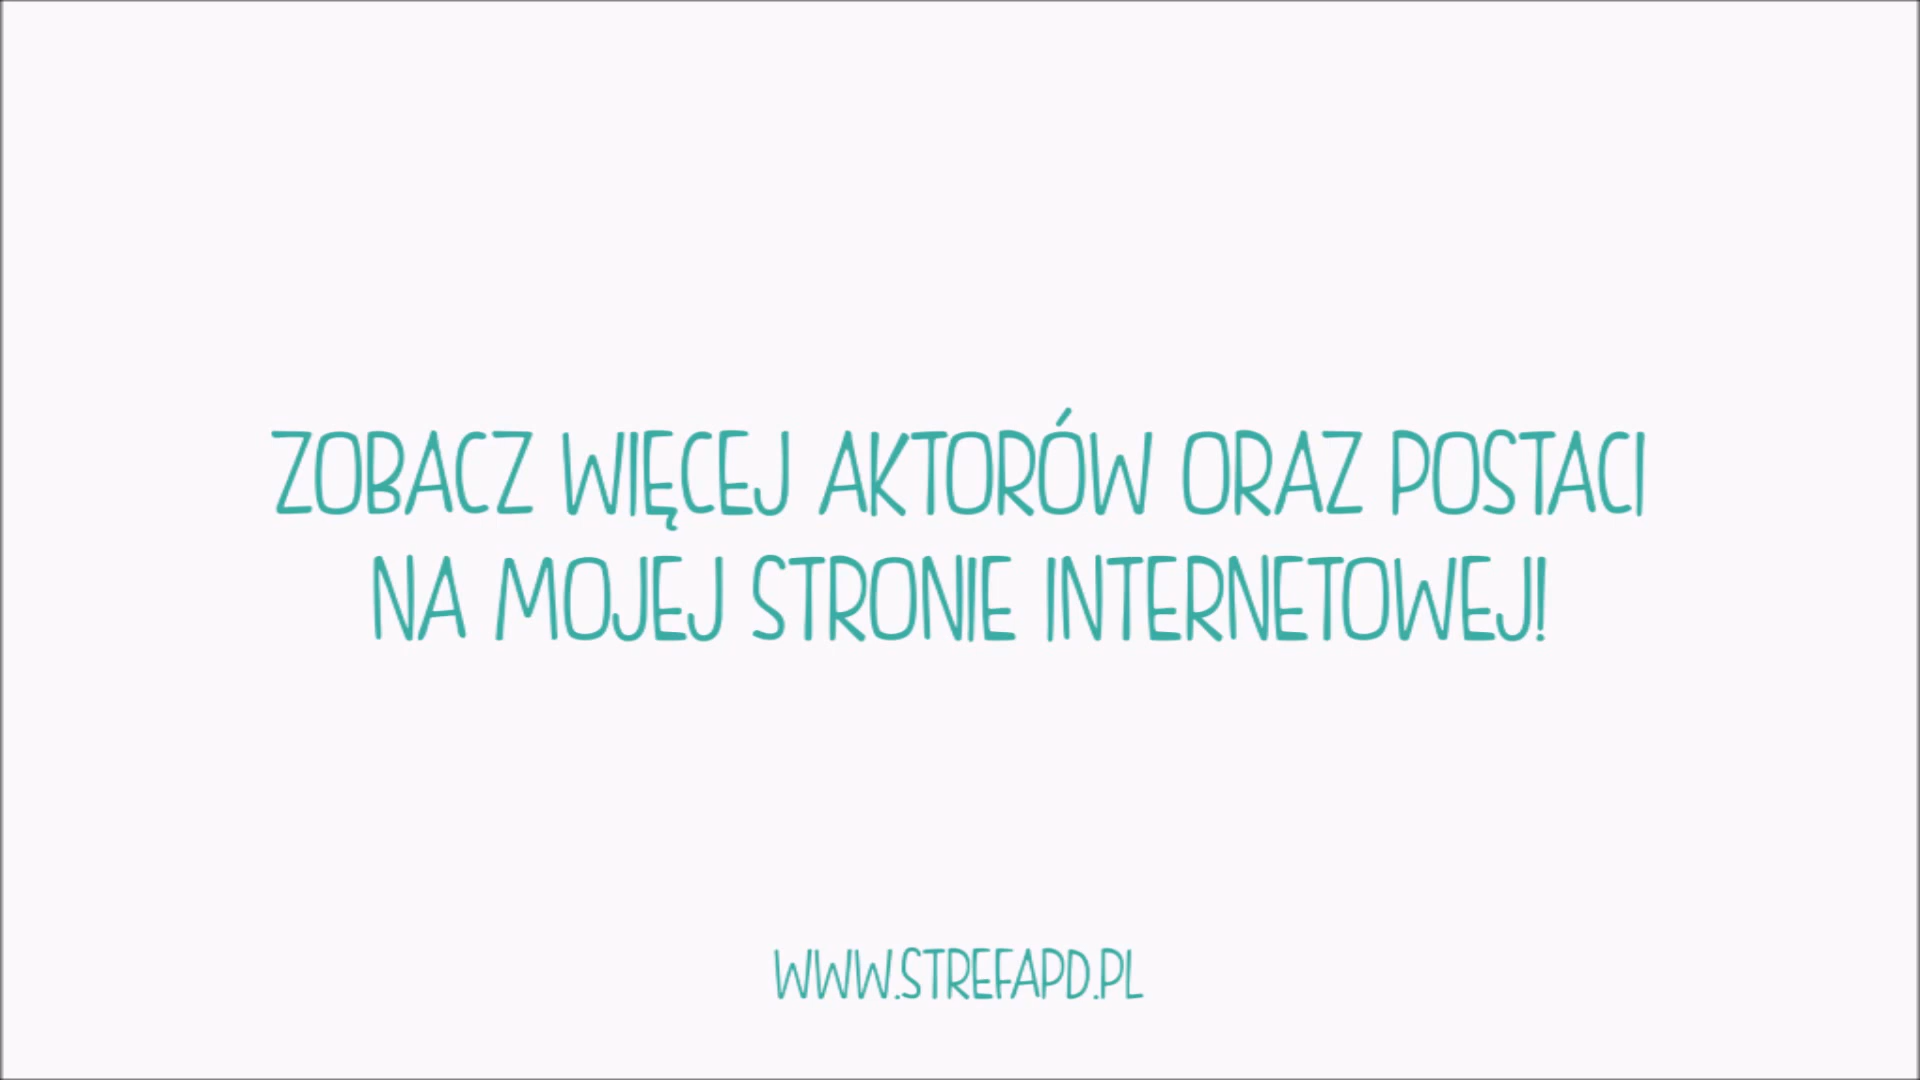 ZOBACZ WIĘCEJ AKTORÓW ORAZ POSTACI
NA MOJEJ STRONIE INTERNETOWEJ!
WWW.STREFAPD.PL